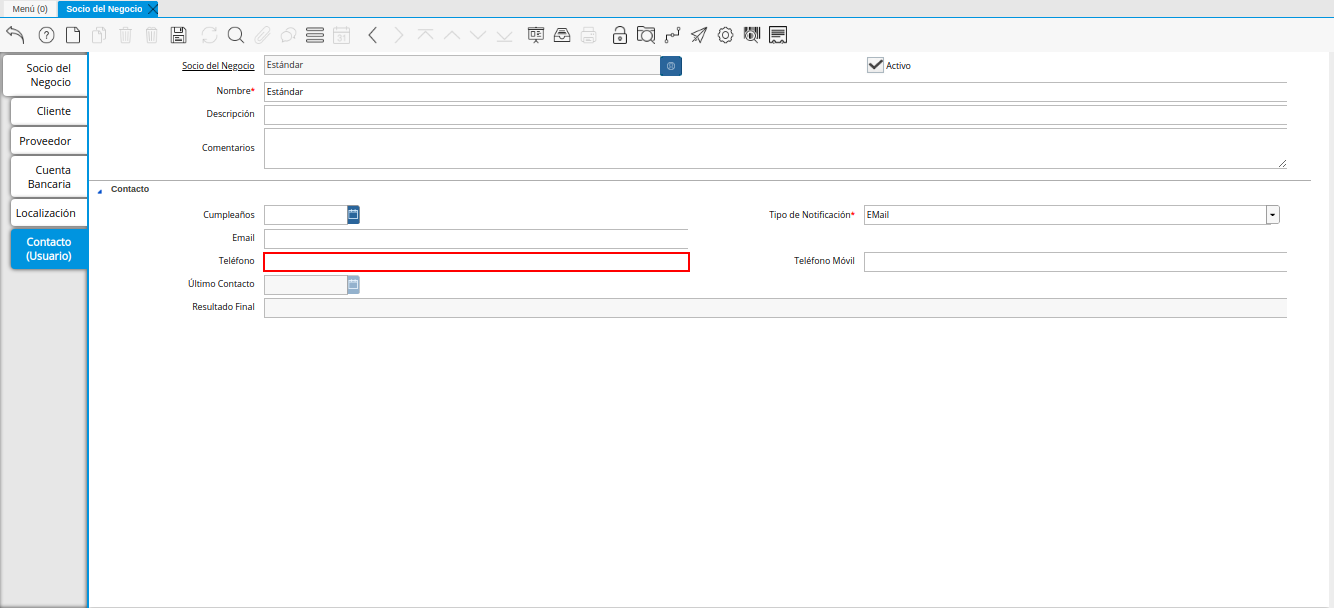 Menú (0)
Socio del Negocio
Socio del Negocio
Cliente
Proveedor
Cuenta Bancaria
Localización
Contacto (Usuario)
Socio del Negocio Estándar Activo
Nombre* Estándar
Descripción
Comentarios
Contacto
Cumpleaños Tipo de Notificación* EMail
Email
Teléfono Teléfono Móvil
Último Contacto
Resultado Final